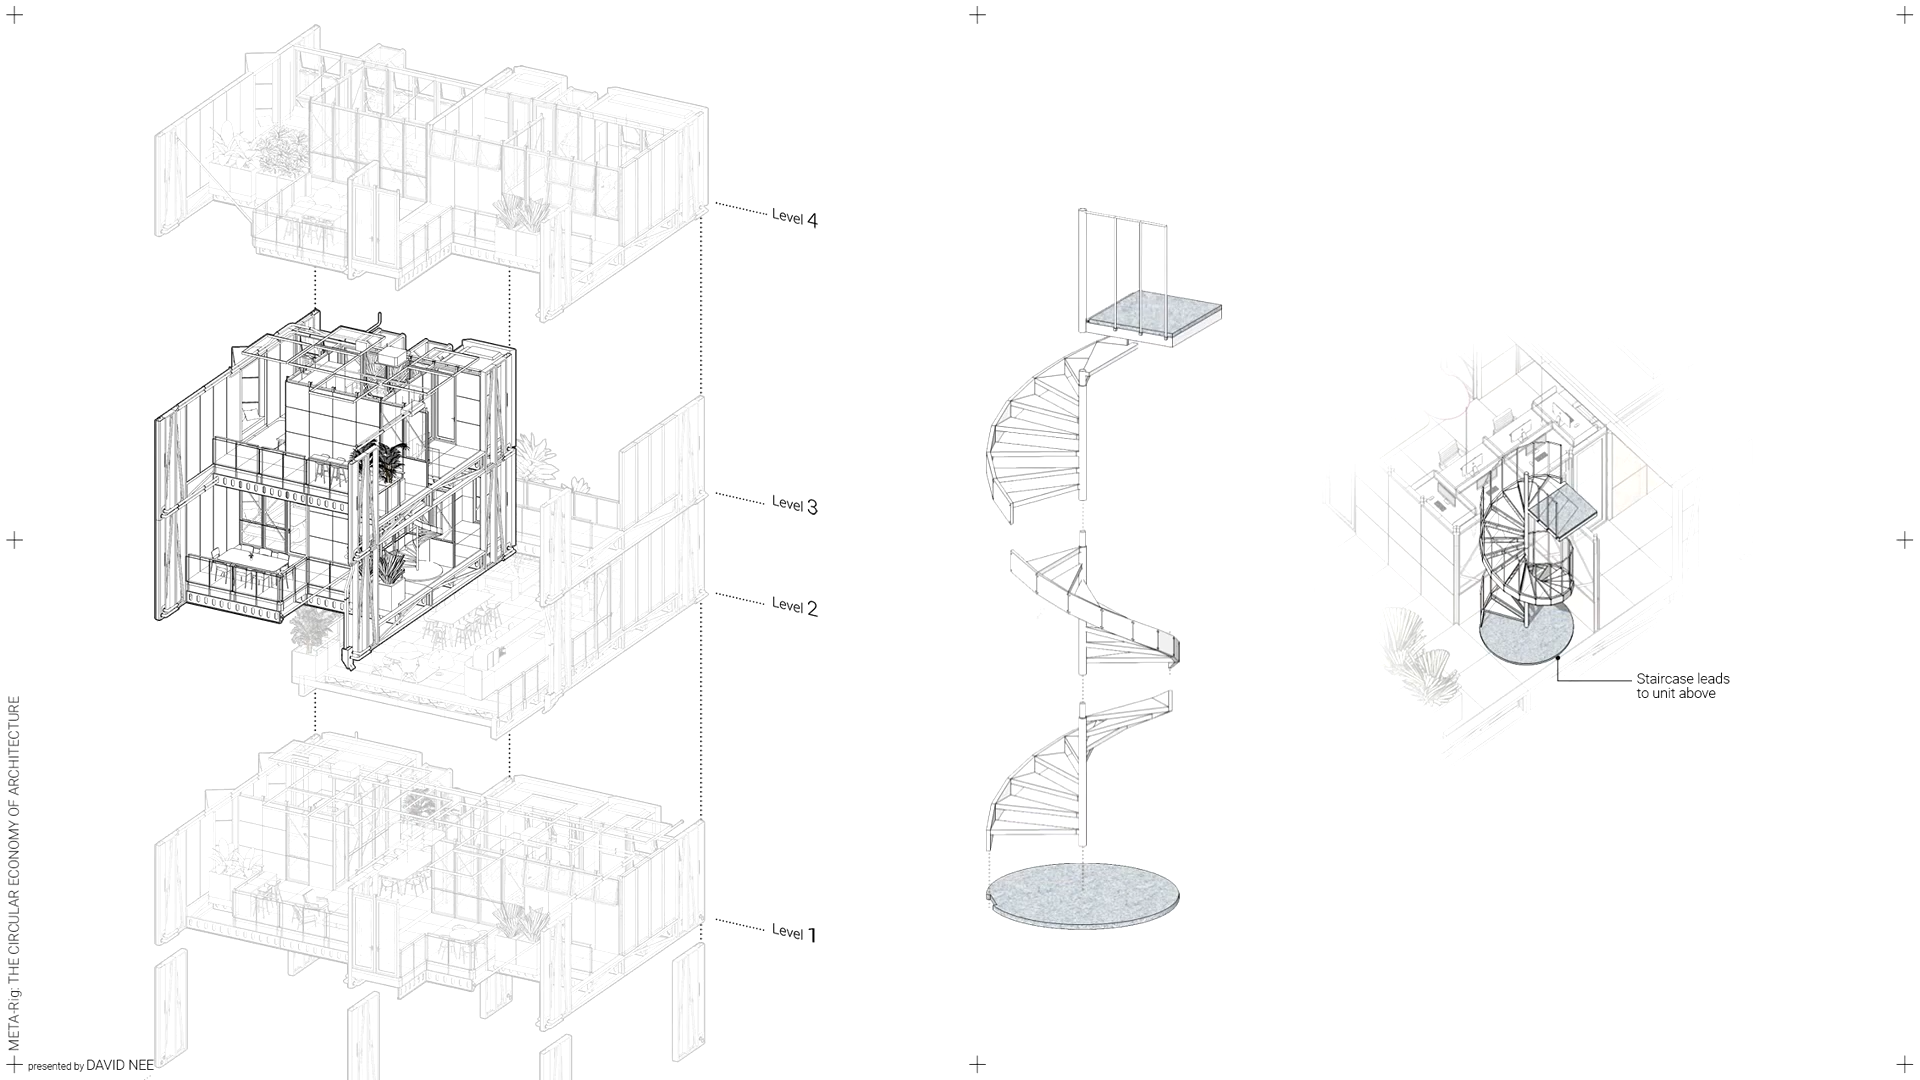 Level 4
Level 3
Level 2
Level 1
Staircase leads
to unit above
META-Rig: THE CIRCULAR ECONOMY OF ARCHITECTURE
presented by DAVID NEE